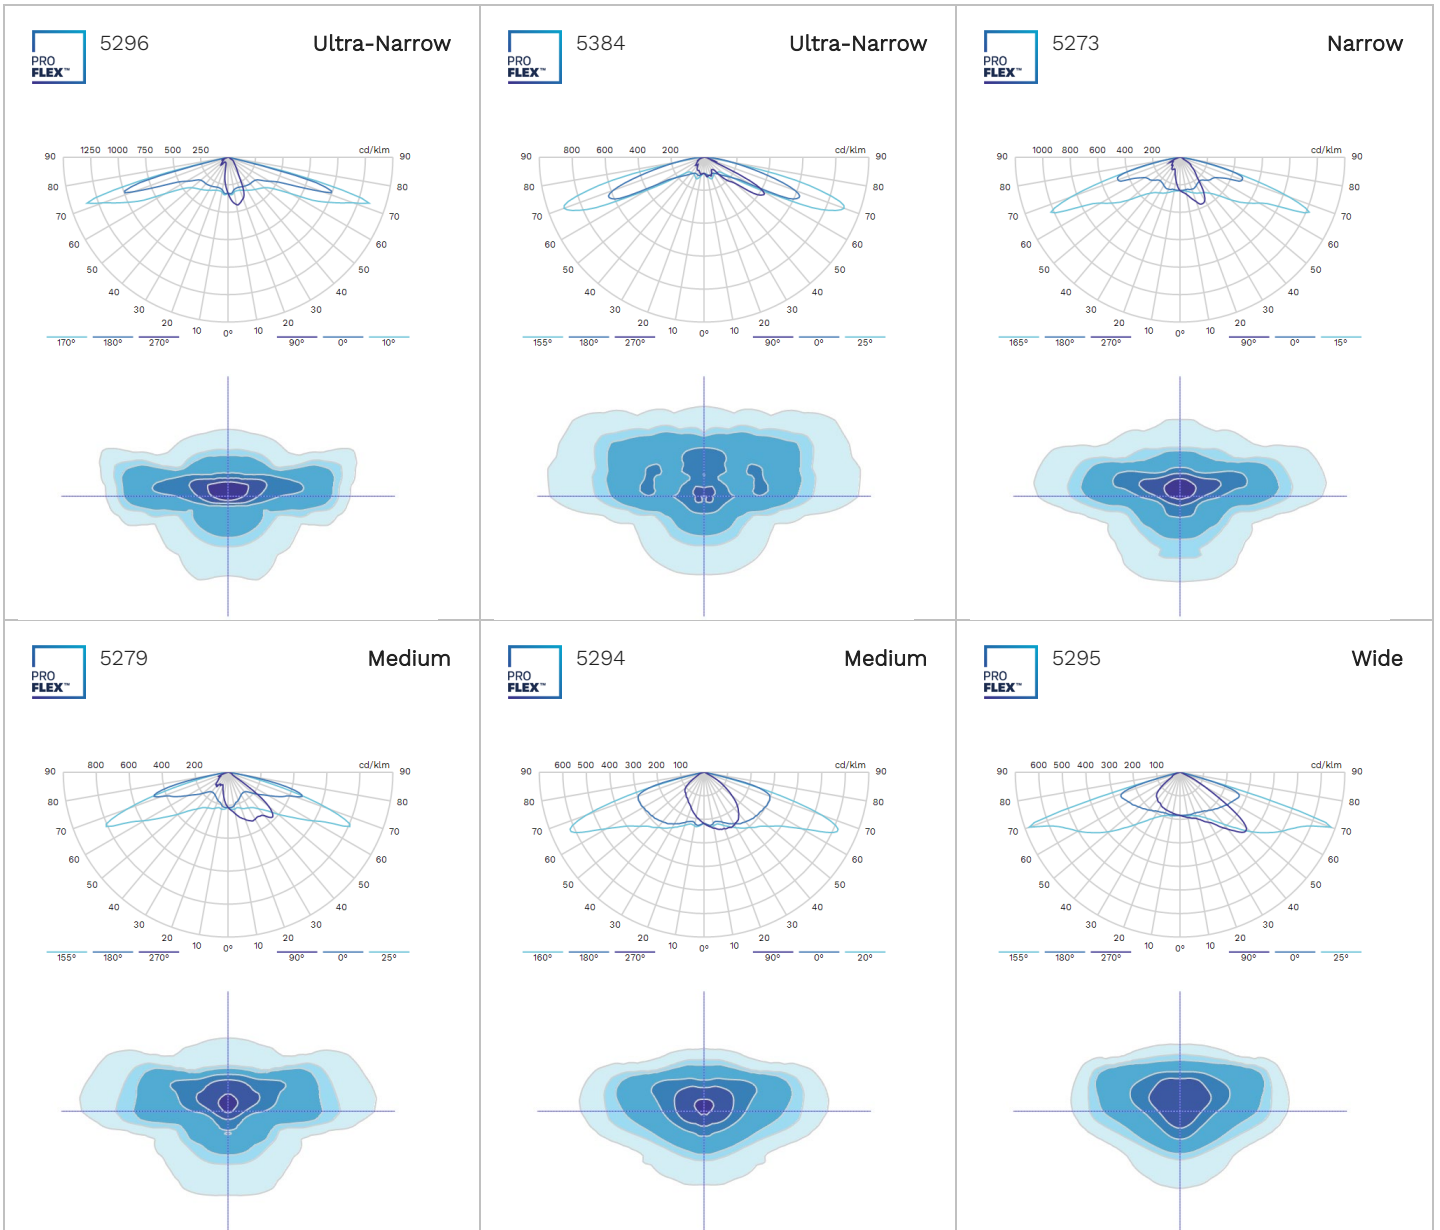 5296 Ultra-Narrow
PRO
FLEX™
90 1250 1000 750 500 250 cd/klm 90
80 80
70 70
60 60
50 50
40 40
30 30
20 10 0° 10 20
170° 180° 270° 90° 0° 10°
5384 Ultra-Narrow
PRO
FLEX™
90 800 600 400 200 cd/klm 90
80 80
70 70
60 60
50 50
40 40
30 30
20 10 0° 10 20
155° 180° 270° 90° 0° 25°
5273 Narrow
PRO
FLEX™
90 1000 800 600 400 200 cd/klm 90
80 80
70 70
60 60
50 50
40 40
30 30
20 10 0° 10 20
165° 180° 270° 90° 0° 15°
5279 Medium
PRO
FLEX™
90 800 600 400 200 cd/klm 90
80 80
70 70
60 60
50 50
40 40
30 30
20 10 0° 10 20
155° 180° 270° 90° 0° 25°
5294 Medium
PRO
FLEX™
90 600 500 400 300 200 100 cd/klm 90
80 80
70 70
60 60
50 50
40 40
30 30
20 10 0° 10 20
160° 180° 270° 90° 0° 20°
5295 Wide
PRO
FLEX™
90 600 500 400 300 200 100 cd/klm 90
80 80
70 70
60 60
50 50
40 40
30 30
20 10 0° 10 20
155° 180° 270° 90° 0° 25°